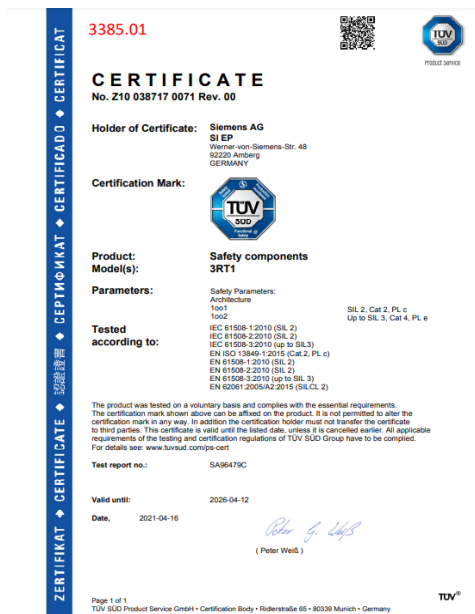 3385.01
TÜV
SÜD
Product Service
CERTIFICATE
No. Z10 038717 0071 Rev. 00
Holder of Certificate: Siemens AG
SI EP
Werner-von-Siemens-Str. 48
92220 Amberg
GERMANY
Certification Mark:
TÜV
SÜD
Functional
Safety
Product: Safety components
Model(s): 3RT1
Parameters: Safety Parameters:
Architecture
1oo1 SIL 2, Cat 2, PL c
1oo2 Up to SIL 3, Cat 4, PL e
Tested according to: IEC 61508-1:2010 (SIL 2)
IEC 61508-2:2010 (SIL 2)
IEC 61508-3:2010 (up to SIL3)
EN ISO 13849-1:2015 (Cat.2, PL c)
EN 61508-1:2010 (SIL 2)
EN 61508-2:2010 (SIL 2)
EN 61508-3:2010 (up to SIL 3)
EN 62061:2005/A2:2015 (SILCL 2)
The product was tested on a voluntary basis and complies with the essential requirements.
The certification mark shown above can be affixed on the product. It is not permitted to alter the
certification mark in any way. In addition the certification holder must not transfer the certificate
to third parties. This certificate is valid until the listed date, unless it is cancelled earlier. All applicable
requirements of the testing and certification regulations of TÜV SÜD Group have to be complied.
For details see: www.tuvsud.com/ps-cert
Test report no.: SA96479C
Valid until: 2026-04-12
Date, 2021-04-16
Peter G. Weiß
( Peter Weiß )
Page 1 of 1
TÜV SÜD Product Service GmbH • Certification Body • Ridlerstraße 65 • 80339 Munich • Germany
TÜV®
ZERTIFIKAT ◆ CERTIFICATE ◆ 認證證書 ◆ СЕРТИФИКАТ ◆ CERTIFICADO ◆ CERTIFICAT